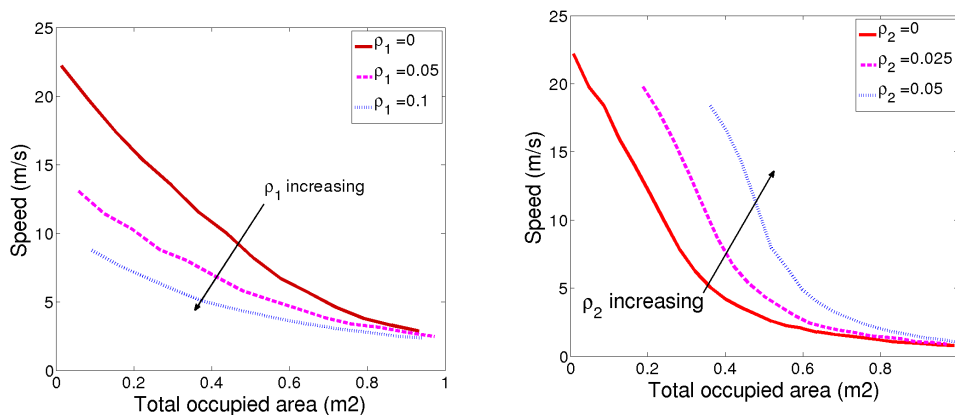 25
20
15
10
5
0
Speed (m/s)
ρ1 =0
ρ1 =0.05
ρ1 =0.1
ρ1 increasing
0 0.2 0.4 0.6 0.8 1
Total occupied area (m2)
25
20
15
10
5
0
Speed (m/s)
ρ2 =0
ρ2 =0.025
ρ2 =0.05
ρ2 increasing
0 0.2 0.4 0.6 0.8
Total occupied area (m2)